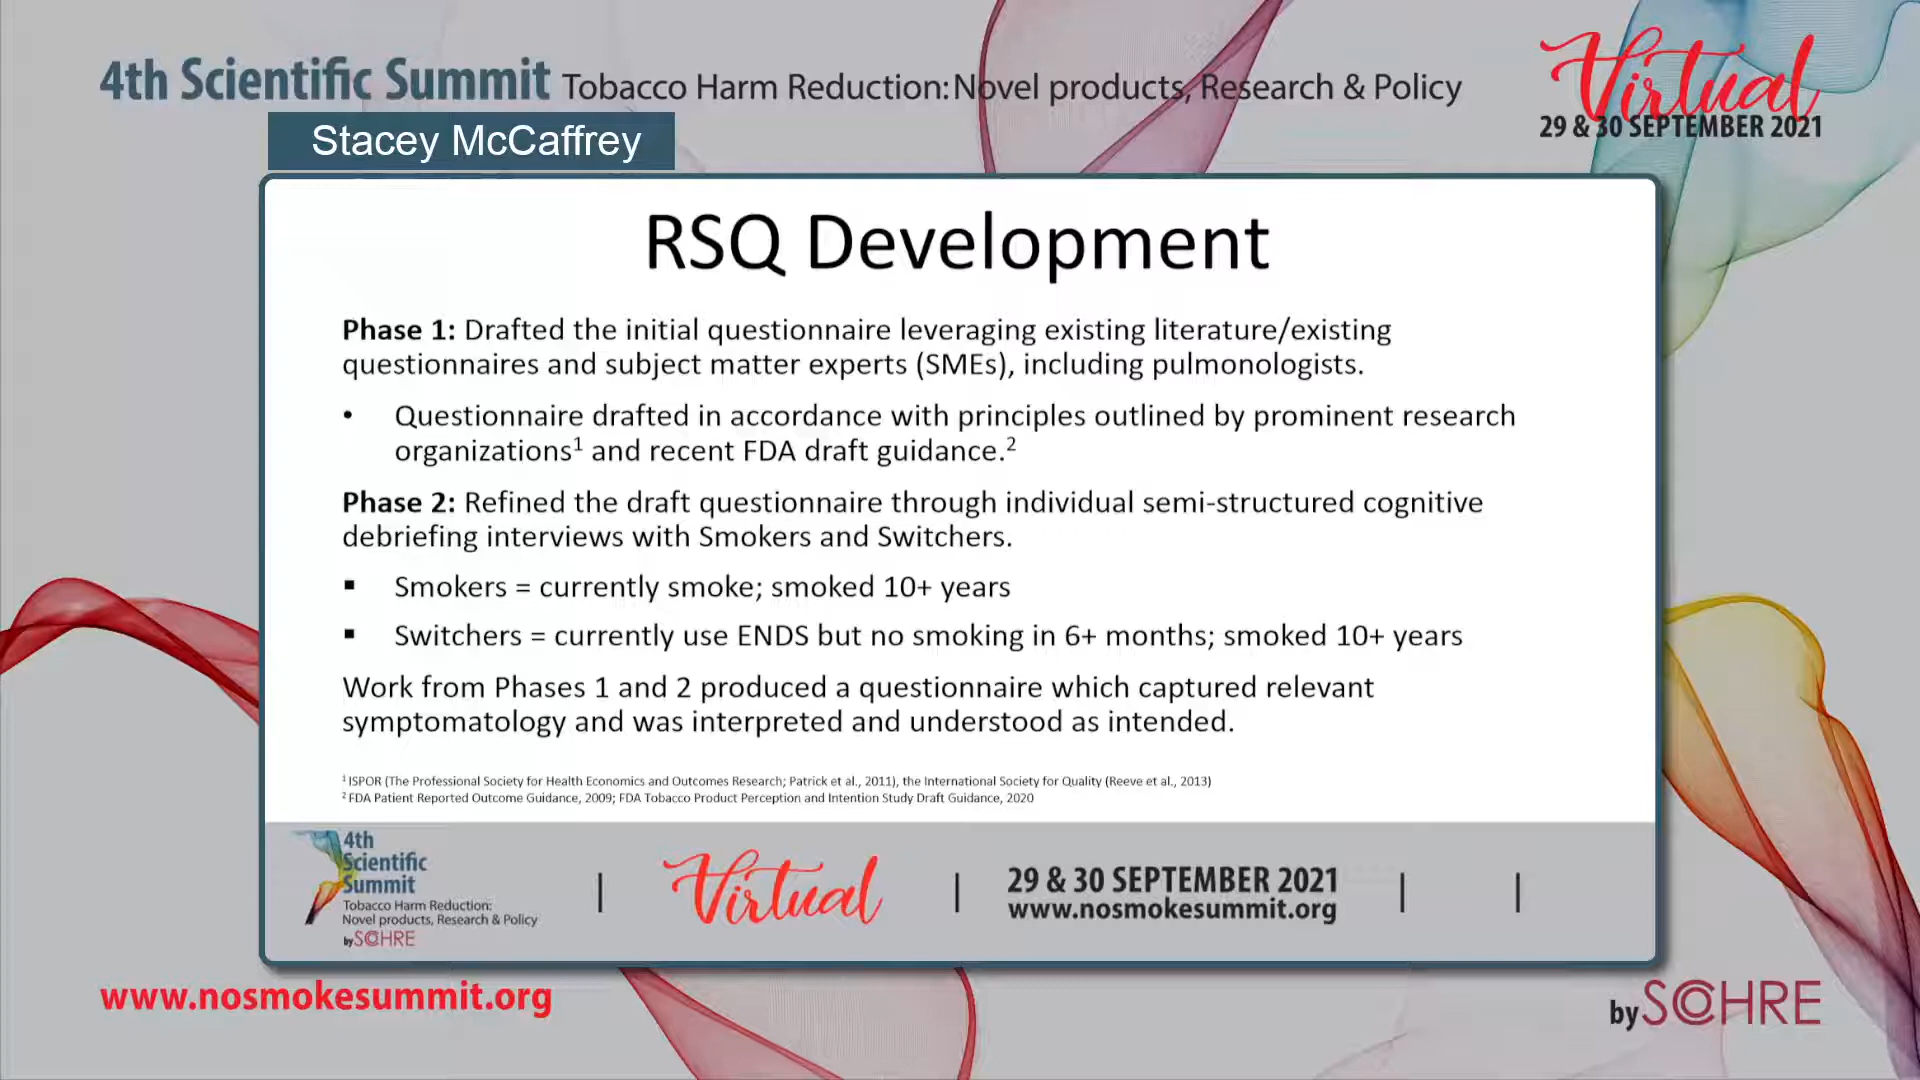 4th Scientific Summit Tobacco Harm Reduction: Novel products, Research & Policy
Virtual
29 & 30 SEPTEMBER 2021
Stacey McCaffrey
RSQ Development
Phase 1: Drafted the initial questionnaire leveraging existing literature/existing
questionnaires and subject matter experts (SMEs), including pulmonologists.
• Questionnaire drafted in accordance with principles outlined by prominent research
organizations¹ and recent FDA draft guidance.²
Phase 2: Refined the draft questionnaire through individual semi-structured cognitive
debriefing interviews with Smokers and Switchers.
▪ Smokers = currently smoke; smoked 10+ years
▪ Switchers = currently use ENDS but no smoking in 6+ months; smoked 10+ years
Work from Phases 1 and 2 produced a questionnaire which captured relevant
symptomatology and was interpreted and understood as intended.
¹ ISPOR (The Professional Society for Health Economics and Outcomes Research; Patrick et al., 2011), the International Society for Quality (Reeve et al., 2013)
² FDA Patient Reported Outcome Guidance, 2009; FDA Tobacco Product Perception and Intention Study Draft Guidance, 2020
4th
Scientific
Summit
Tobacco Harm Reduction:
Novel products, Research & Policy
by SCOHRE
|
Virtual
|
29 & 30 SEPTEMBER 2021
www.nosmokesummit.org
|
|
www.nosmokesummit.org
by SCOHRE